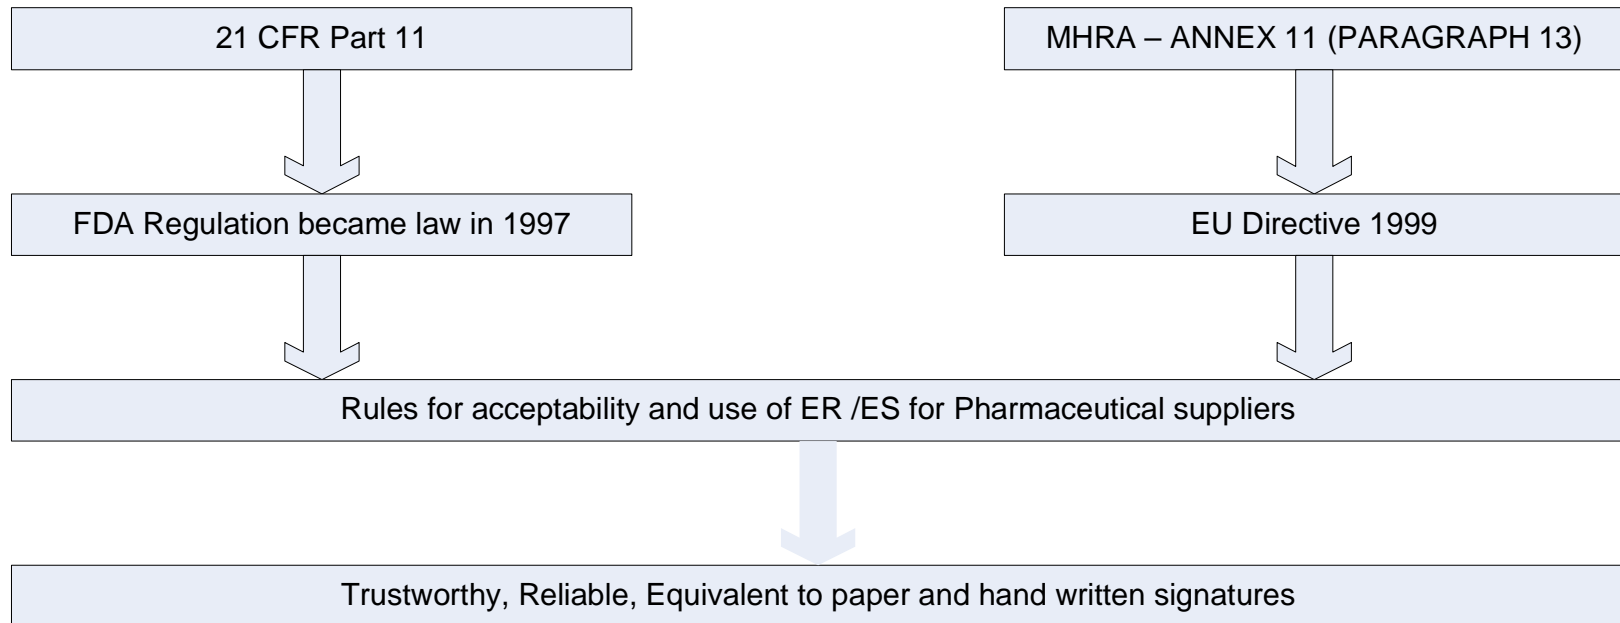 21 CFR Part 11
MHRA – ANNEX 11 (PARAGRAPH 13)
FDA Regulation became law in 1997
EU Directive 1999
Rules for acceptability and use of ER /ES for Pharmaceutical suppliers
Trustworthy, Reliable, Equivalent to paper and hand written signatures